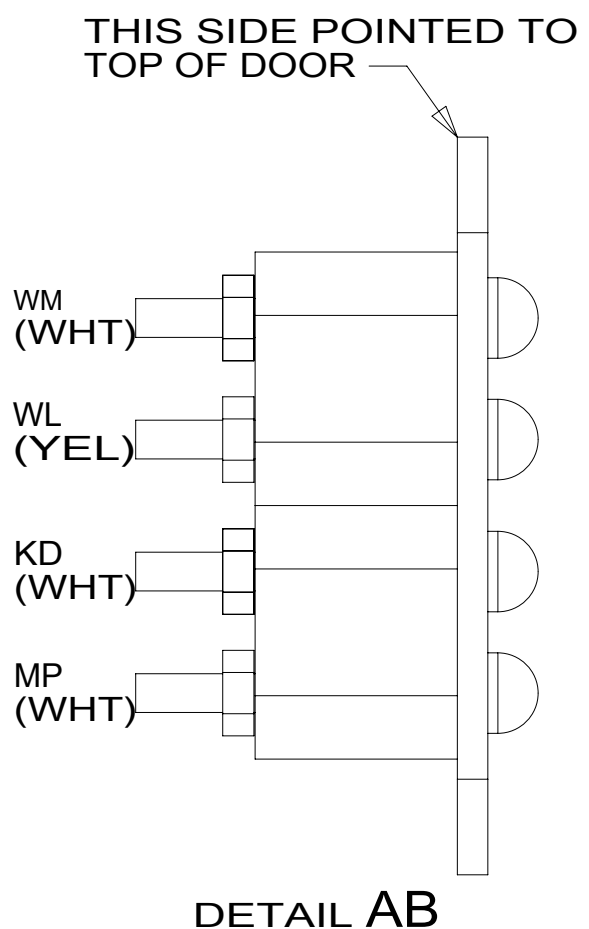 THIS SIDE POINTED TO
TOP OF DOOR
WM
(WHT)
WL
(YEL)
KD
(WHT)
MP
(WHT)
DETAIL AB